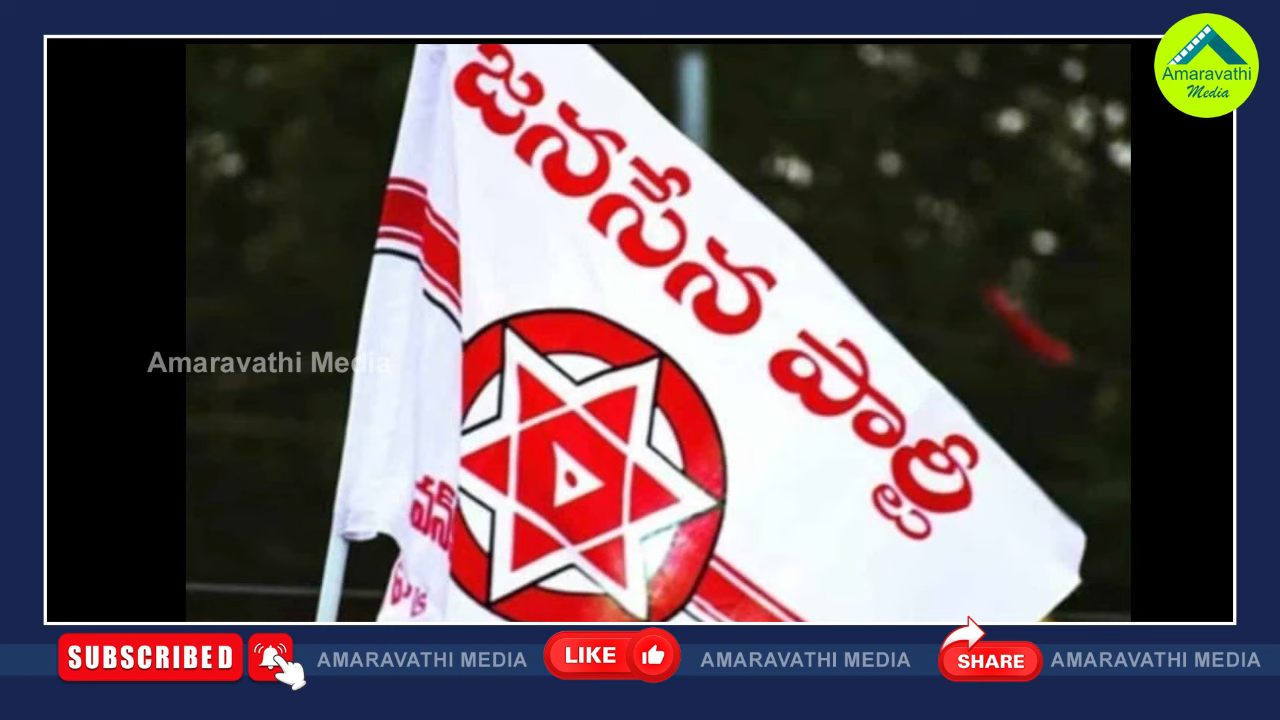 Amaravathi
Media
జనసేన పార్టీ
Amaravathi Media
SUBSCRIBED
AMARAVATHI MEDIA
LIKE
AMARAVATHI MEDIA
SHARE
AMARAVATHI MEDIA